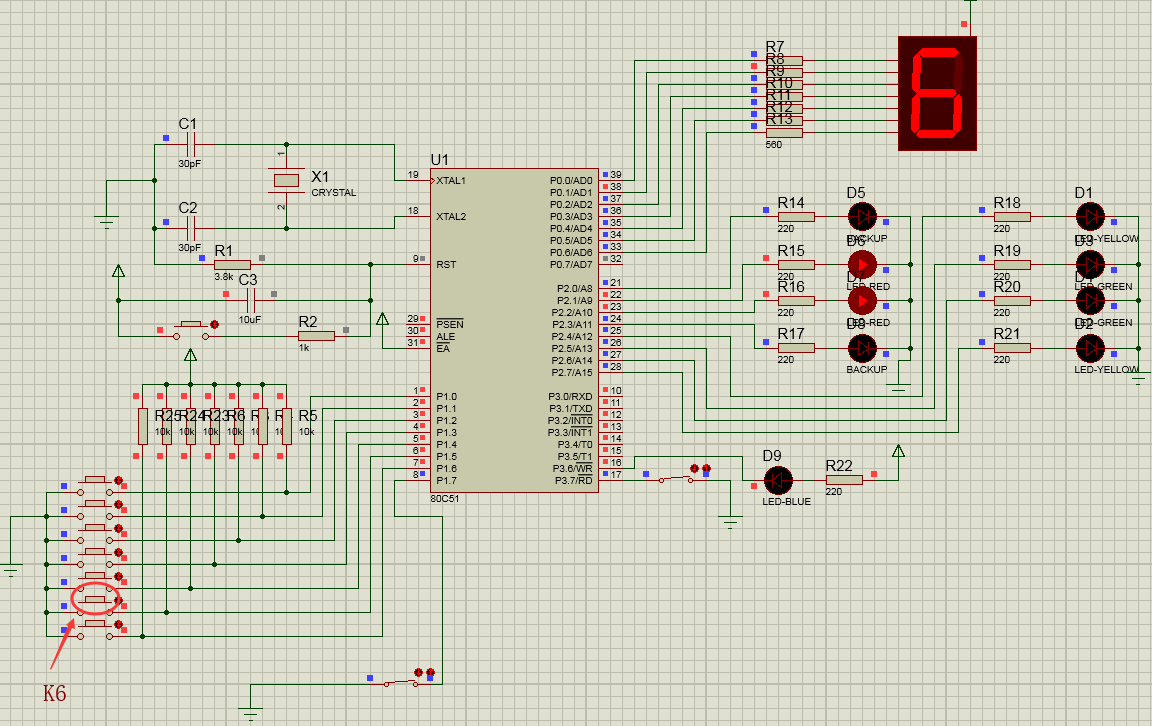 R7
R8
R9
R10
R11
R12
R13
560
C1
30pF
1
X1
CRYSTAL
2
C2
30pF
R1
3.8k
C3
10uF
R2
1k
U1
19
XTAL1
18
XTAL2
9
RST
29
PSEN
30
ALE
31
EA
1
P1.0
2
P1.1
3
P1.2
4
P1.3
5
P1.4
6
P1.5
7
P1.6
8
P1.7
80C51
P0.0/AD0
39
P0.1/AD1
38
P0.2/AD2
37
P0.3/AD3
36
P0.4/AD4
35
P0.5/AD5
34
P0.6/AD6
33
P0.7/AD7
32
P2.0/A8
21
P2.1/A9
22
P2.2/A10
23
P2.3/A11
24
P2.4/A12
25
P2.5/A13
26
P2.6/A14
27
P2.7/A15
28
P3.0/RXD
10
P3.1/TXD
11
P3.2/INT0
12
P3.3/INT1
13
P3.4/T0
14
P3.5/T1
15
P3.6/WR
16
P3.7/RD
17
6
R14
220
D5
BACKUP
R15
220
D6
LED-RED
R16
220
D7
LED-RED
R17
220
D8
BACKUP
R18
220
D1
LED-YELLOW
R19
220
D3
LED-GREEN
R20
220
D4
LED-GREEN
R21
220
D2
LED-YELLOW
R25
R24
R23
R6
R5
10k
10k
10k
10k
10k
10k
D9
LED-BLUE
R22
220
K6